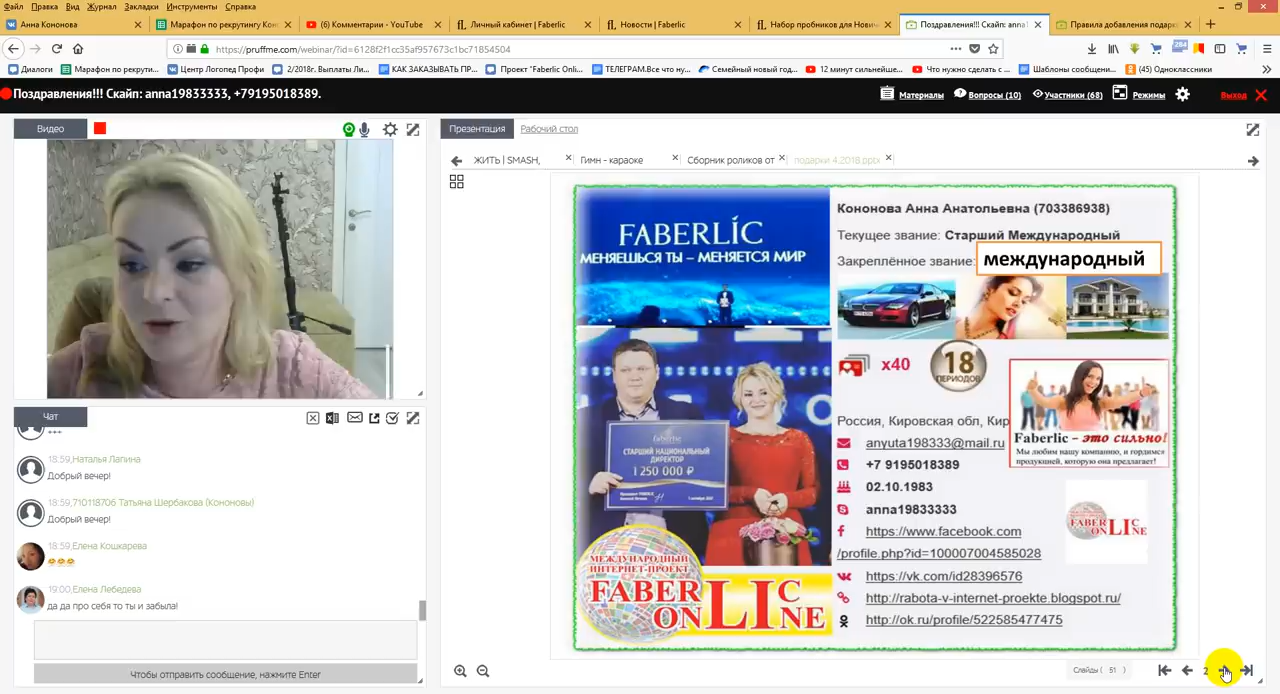 Файл Правка Вид Журнал Закладки Инструменты Справка
Анна Кононова
Марафон по рекрутингу Кон
(6) Комментарии - YouTube
Личный кабинет | Faberlic
Новости | Faberlic
Набор пробников для Нович
Поздравления!!! Скайп: anna1
Правила добавления подарк
https://pruffme.com/webinar/?id=6128f2f1cc35af957673c1bc71854504
284
Диалоги
Марафон по рекрути...
Центр Логопед Профи
2/2018г. Выплаты Ли...
КАК ЗАКАЗЫВАТЬ ПР...
Проект "Faberlic Onli...
ТЕЛЕГРАМ.Все что ну...
Семейный новый год...
12 минут сильнейше...
Что нужно сделать с ...
Шаблоны сообщени...
(45) Одноклассники
Поздравления!!! Скайп: anna19833333, +79195018389.
Материалы
Вопросы (10)
Участники (68)
Режимы
Выход
Видео
Презентация
Рабочий стол
ЖИТЬ | SMASH,
Гимн - караоке
Сборник роликов от
подарки 4,2018.pptx
FABERLIC
МЕНЯЕШЬСЯ ТЫ – МЕНЯЕТСЯ МИР
faberlic
СТАРШИЙ НАЦИОНАЛЬНЫЙ
ДИРЕКТОР
1 250 000 ₽
МЕЖДУНАРОДНЫЙ
ИНТЕРНЕТ-ПРОЕКТ
FABERLIC
ONLINE
Кононова Анна Анатольевна (703386938)
Текущее звание: Старший Международный
Закреплённое звание:
международный
x40
18
ПЕРИОДОВ
Faberlic - это сильно!
Мы любим нашу компанию, и гордимся
продукцией, которую она предлагает!
Россия, Кировская обл, Кир
anyuta198333@mail.ru
+7 9195018389
02.10.1983
anna19833333
https://www.facebook.com
/profile.php?id=100007004585028
https://vk.com/id28396576
http://rabota-v-internet-proekte.blogspot.ru/
http://ok.ru/profile/522585477475
FABERLIC
ONLINE
Чат
***
18:59, Наталья Лапина
Добрый вечер!
18:59, 710118706 Татьяна Шербакова (Кононовы)
Добрый вечер!
18:59, Елена Кошкарева
19:00, Елена Лебедева
да да про себя то ты и забыла!
Чтобы отправить сообщение, нажмите Enter
Слайды ( 51 )
2